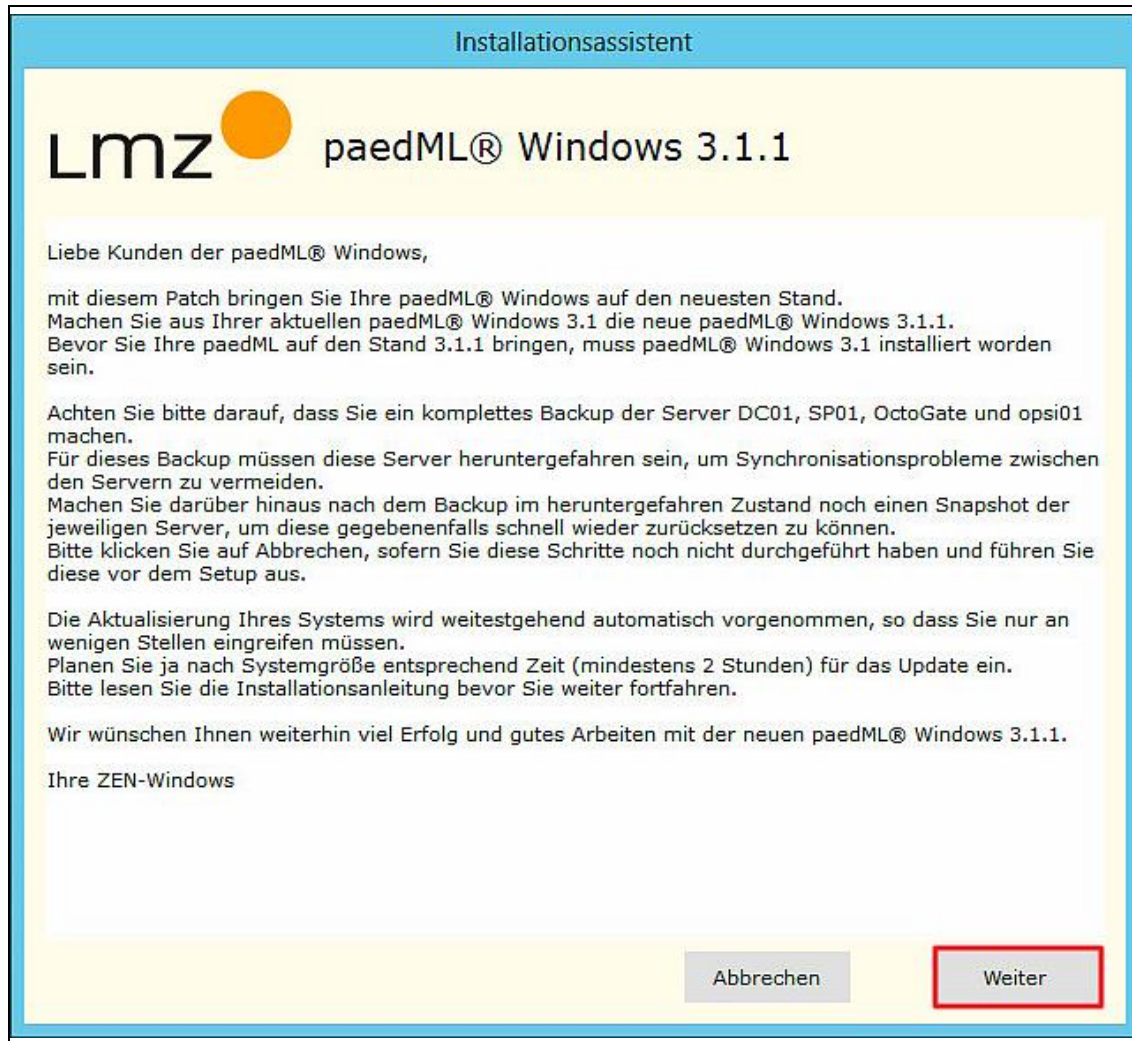 Installationsassistent
Lmz
paedML® Windows 3.1.1
Liebe Kunden der paedML® Windows,
mit diesem Patch bringen Sie Ihre paedML® Windows auf den neuesten Stand.
Machen Sie aus Ihrer aktuellen paedML® Windows 3.1 die neue paedML® Windows 3.1.1.
Bevor Sie Ihre paedML auf den Stand 3.1.1 bringen, muss paedML® Windows 3.1 installiert worden
sein.
Achten Sie bitte darauf, dass Sie ein komplettes Backup der Server DC01, SP01, OctoGate und opsi01
machen.
Für dieses Backup müssen diese Server heruntergefahren sein, um Synchronisationsprobleme zwischen
den Servern zu vermeiden.
Machen Sie darüber hinaus nach dem Backup im heruntergefahren Zustand noch einen Snapshot der
jeweiligen Server, um diese gegebenenfalls schnell wieder zurücksetzen zu können.
Bitte klicken Sie auf Abbrechen, sofern Sie diese Schritte noch nicht durchgeführt haben und führen Sie
diese vor dem Setup aus.
Die Aktualisierung Ihres Systems wird weitestgehend automatisch vorgenommen, so dass Sie nur an
wenigen Stellen eingreifen müssen.
Planen Sie ja nach Systemgröße entsprechend Zeit (mindestens 2 Stunden) für das Update ein.
Bitte lesen Sie die Installationsanleitung bevor Sie weiter fortfahren.
Wir wünschen Ihnen weiterhin viel Erfolg und gutes Arbeiten mit der neuen paedML® Windows 3.1.1.
Ihre ZEN-Windows
Abbrechen
Weiter